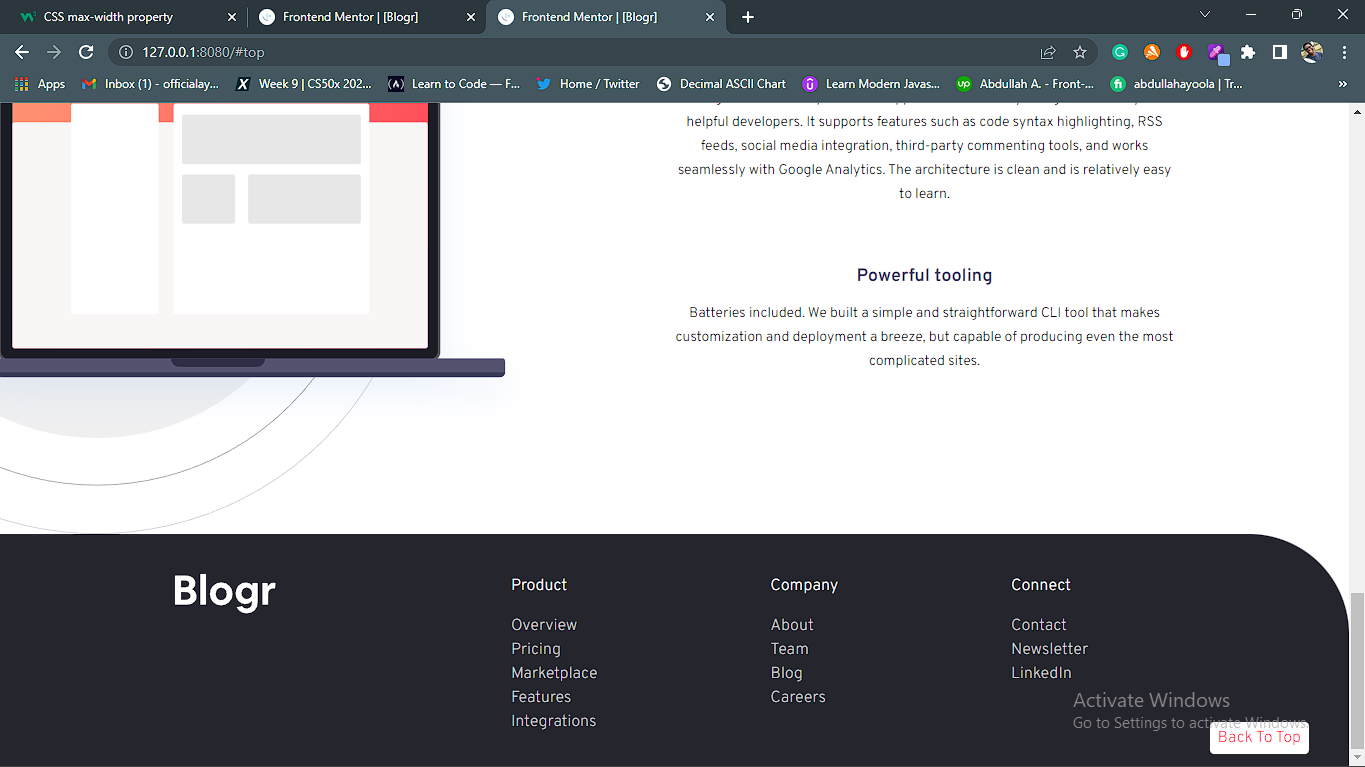 CSS max-width property
Frontend Mentor | [Blogr]
Frontend Mentor | [Blogr]
127.0.0.1:8080/#top
Apps
Inbox (1) - officialay...
Week 9 | CS50x 202...
Learn to Code — F...
Home / Twitter
Decimal ASCII Chart
Learn Modern Javas...
up Abdullah A. - Front-...
fi abdullahayoola | Tr...
helpful developers. It supports features such as code syntax highlighting, RSS
feeds, social media integration, third-party commenting tools, and works
seamlessly with Google Analytics. The architecture is clean and is relatively easy
to learn.
Powerful tooling
Batteries included. We built a simple and straightforward CLI tool that makes
customization and deployment a breeze, but capable of producing even the most
complicated sites.
Blogr
Product
Overview
Pricing
Marketplace
Features
Integrations
Company
About
Team
Blog
Careers
Connect
Contact
Newsletter
LinkedIn
Activate Windows
Go to Settings to activate Windows.
Back To Top